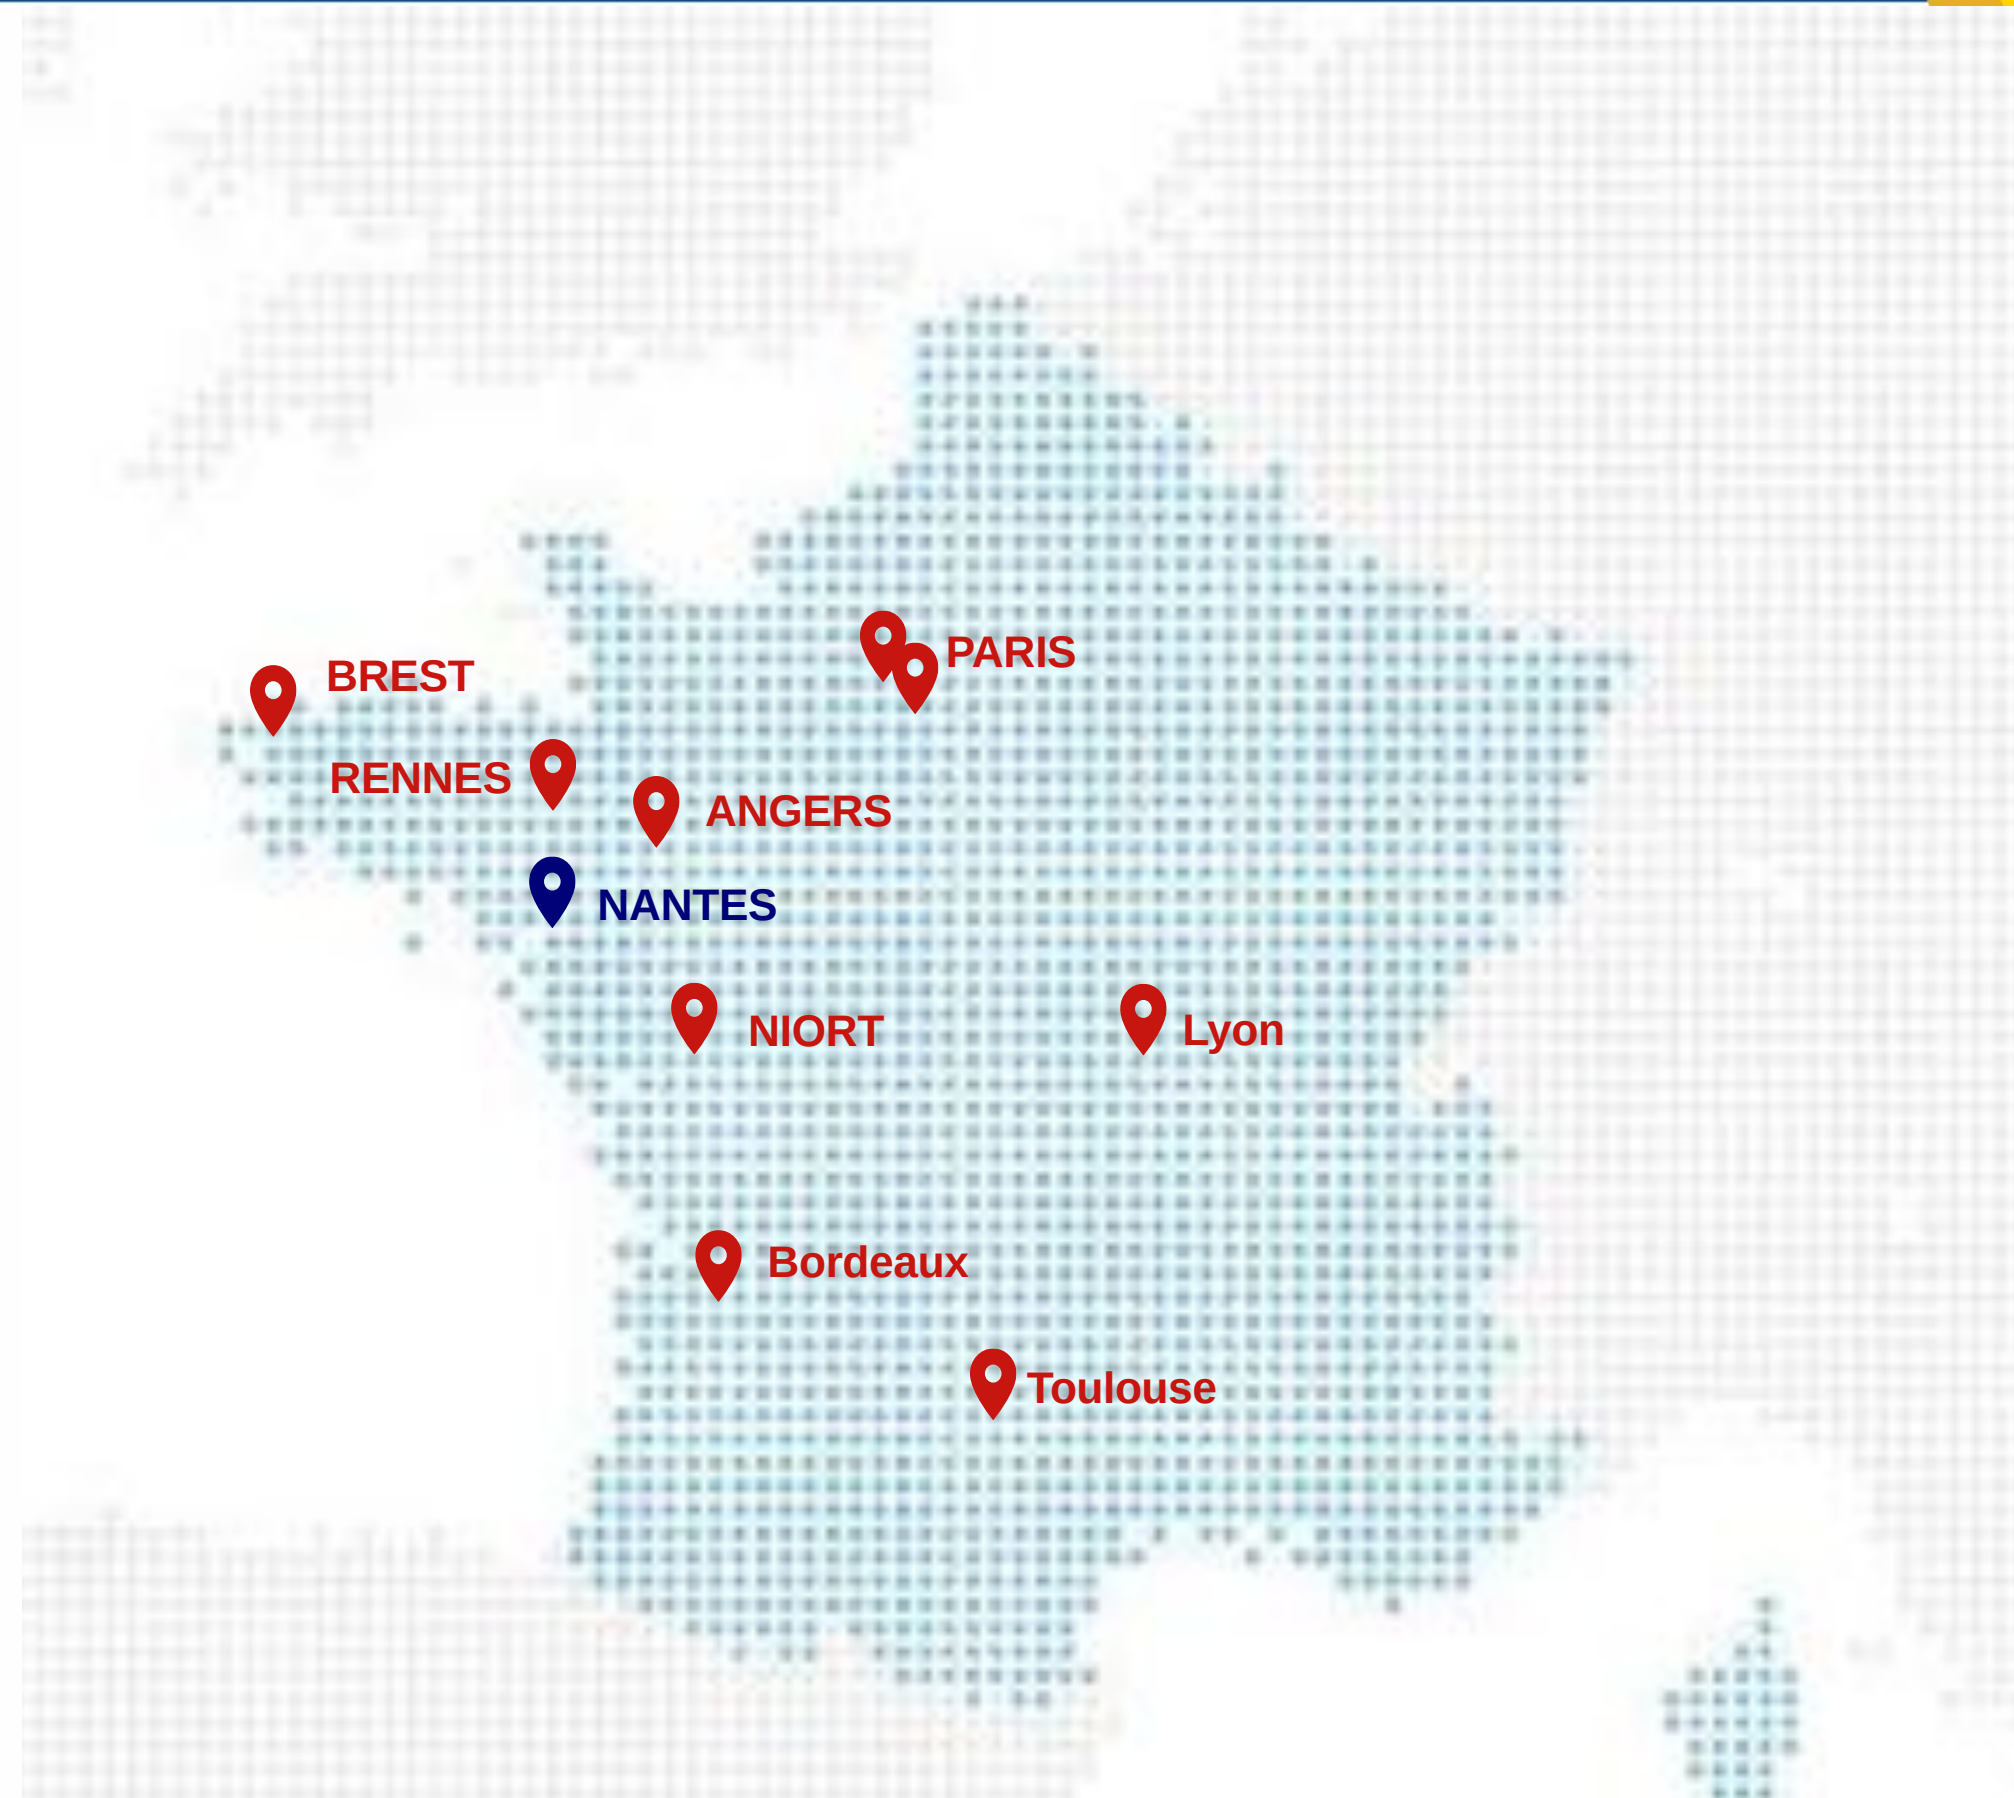 PARIS
BREST
RENNES
ANGERS
NANTES
NIORT
Lyon
Bordeaux
Toulouse